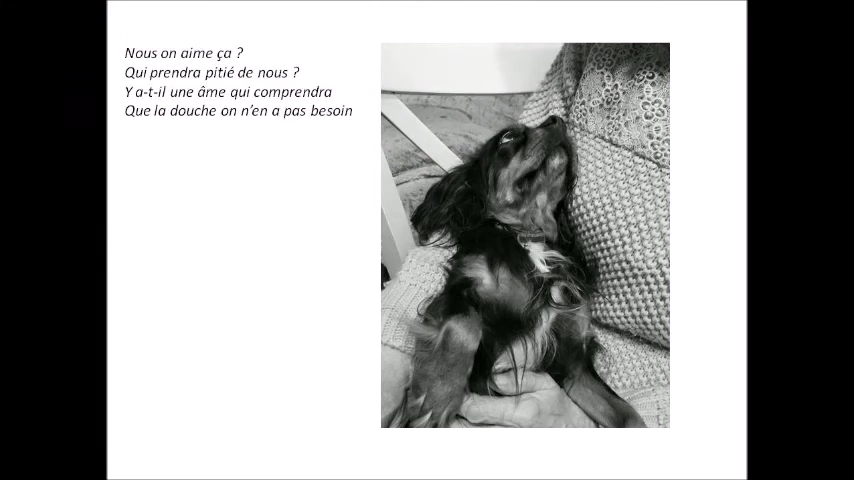 Nous on aime ça ?
Qui prendra pitié de nous ?
Y a-t-il une âme qui comprendra
Que la douche on n'en a pas besoin